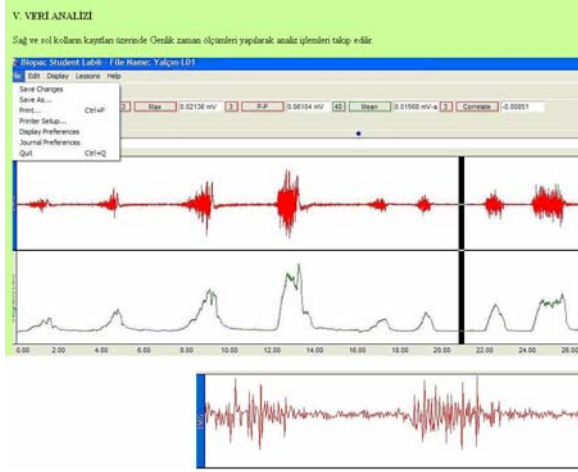 V. VERİ ANALİZİ
Sağ ve sol kolların kayıtları üzerinde Genlik zaman ölçümleri yapılarak analiz işlemleri takip edilir.
Biopac Student Lab® - File Name: Yalçın-L01
File Edit Display Lessons Help
Save Changes
Save As...
Print... Ctrl+P
Printer Setup...
Display Preferences
Journal Preferences
Quit Ctrl+Q
3 Max 0.02136 mV 3 P-P 0.06104 mV 40 Mean 0.01568 mV-s 3 Correlate -0.00851
0.00 2.00 4.00 6.00 8.00 10.00 12.00 14.00 16.00 18.00 20.00 22.00 24.00 26.00
EMG